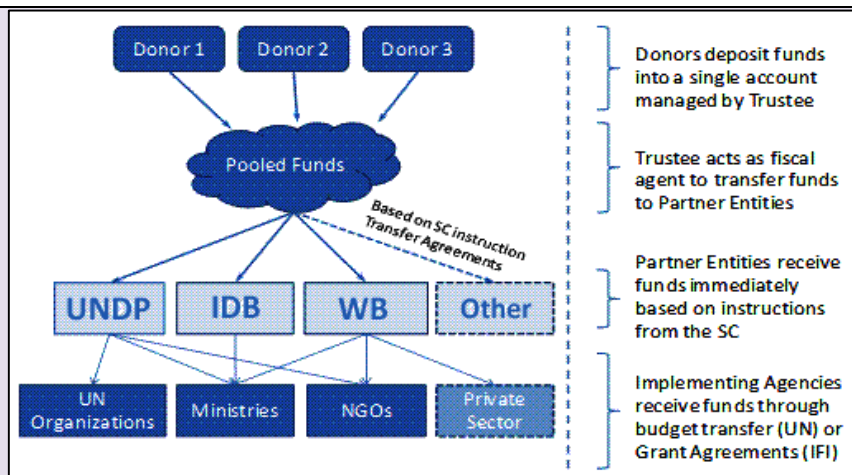 Donor 1
Donor 2
Donor 3
Donors deposit funds
into a single account
managed by Trustee
Pooled Funds
Trustee acts as fiscal
agent to transfer funds
to Partner Entities
Based on SC instruction
Transfer Agreements
UNDP
IDB
WB
Other
Partner Entities receive
funds immediately
based on instructions
from the SC
UN
Organizations
Ministries
NGOs
Private
Sector
Implementing Agencies
receive funds through
budget transfer (UN) or
Grant Agreements (IFI)